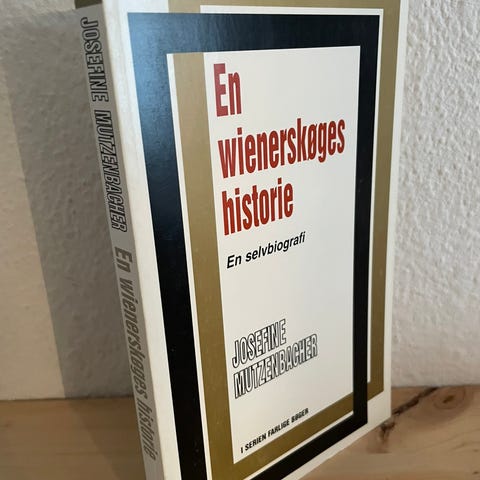 En
wienerskøges
historie
En selvbiografi
JOSEFINE
MUTZENBACHER
I SERIEN FARLIGE BØGER
JOSEFINE MUTZENBACHER En wienerskøges historie